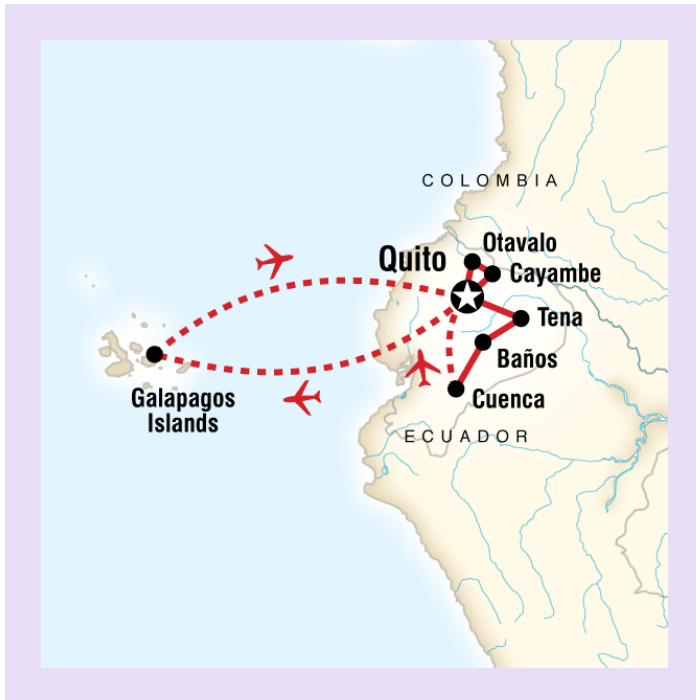 COLOMBIA
Otavalo
Quito
Cayambe
Tena
Baños
Galapagos
Islands
Cuenca
ECUADOR